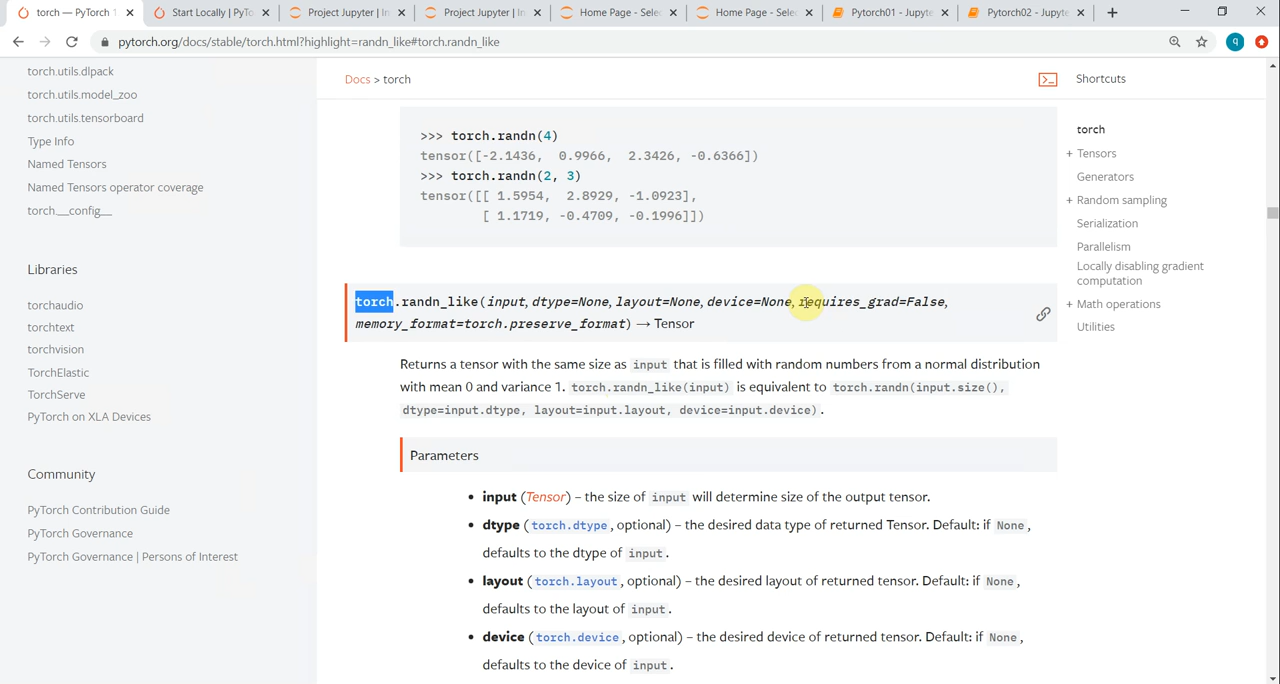 torch — PyTorch 1
Start Locally | PyTo
Project Jupyter | In
Project Jupyter | In
Home Page - Selec
Home Page - Selec
Pytorch01 - Jupyte
Pytorch02 - Jupyte
pytorch.org/docs/stable/torch.html?highlight=randn_like#torch.randn_like
q
torch.utils.dlpack
torch.utils.model_zoo
torch.utils.tensorboard
Type Info
Named Tensors
Named Tensors operator coverage
torch.__config__
Libraries
torchaudio
torchtext
torchvision
TorchElastic
TorchServe
PyTorch on XLA Devices
Community
PyTorch Contribution Guide
PyTorch Governance
PyTorch Governance | Persons of Interest
Docs > torch
>>> torch.randn(4)
tensor([-2.1436,  0.9966,  2.3426, -0.6366])
>>> torch.randn(2, 3)
tensor([[ 1.5954,  2.8929, -1.0923],
        [ 1.1719, -0.4709, -0.1996]])
torch.randn_like(input, dtype=None, layout=None, device=None, requires_grad=False,
memory_format=torch.preserve_format) → Tensor
Returns a tensor with the same size as input that is filled with random numbers from a normal distribution
with mean 0 and variance 1. torch.randn_like(input) is equivalent to torch.randn(input.size(),
dtype=input.dtype, layout=input.layout, device=input.device).
Parameters
• input (Tensor) – the size of input will determine size of the output tensor.
• dtype (torch.dtype, optional) – the desired data type of returned Tensor. Default: if None,
defaults to the dtype of input.
• layout (torch.layout, optional) – the desired layout of returned tensor. Default: if None,
defaults to the layout of input.
• device (torch.device, optional) – the desired device of returned tensor. Default: if None,
defaults to the device of input.
Shortcuts
torch
+ Tensors
Generators
+ Random sampling
Serialization
Parallelism
Locally disabling gradient
computation
+ Math operations
Utilities